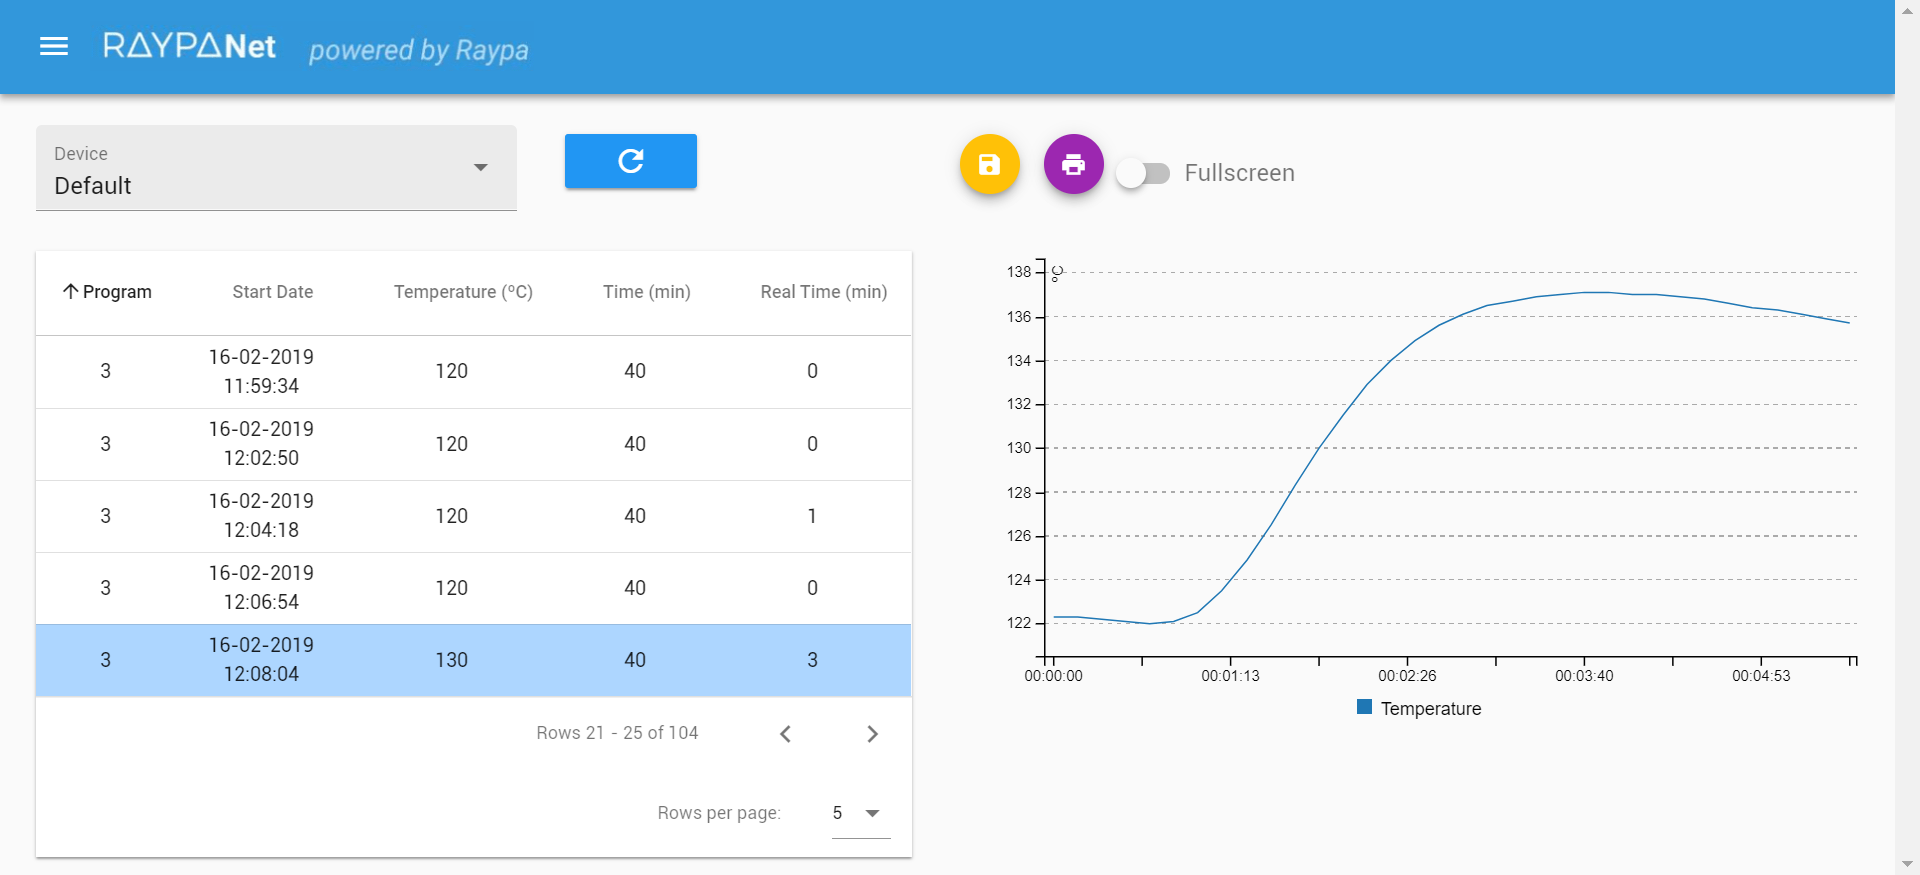 RAYPANet powered by Raypa
Device
Default
Fullscreen
Program Start Date Temperature (ºC) Time (min) Real Time (min)
3 16-02-2019 11:59:34 120 40 0
3 16-02-2019 12:02:50 120 40 0
3 16-02-2019 12:04:18 120 40 1
3 16-02-2019 12:06:54 120 40 0
3 16-02-2019 12:08:04 130 40 3
Rows 21 - 25 of 104
Rows per page: 5
ºC
138
136
134
132
130
128
126
124
122
00:00:00 00:01:13 00:02:26 00:03:40 00:04:53
Temperature